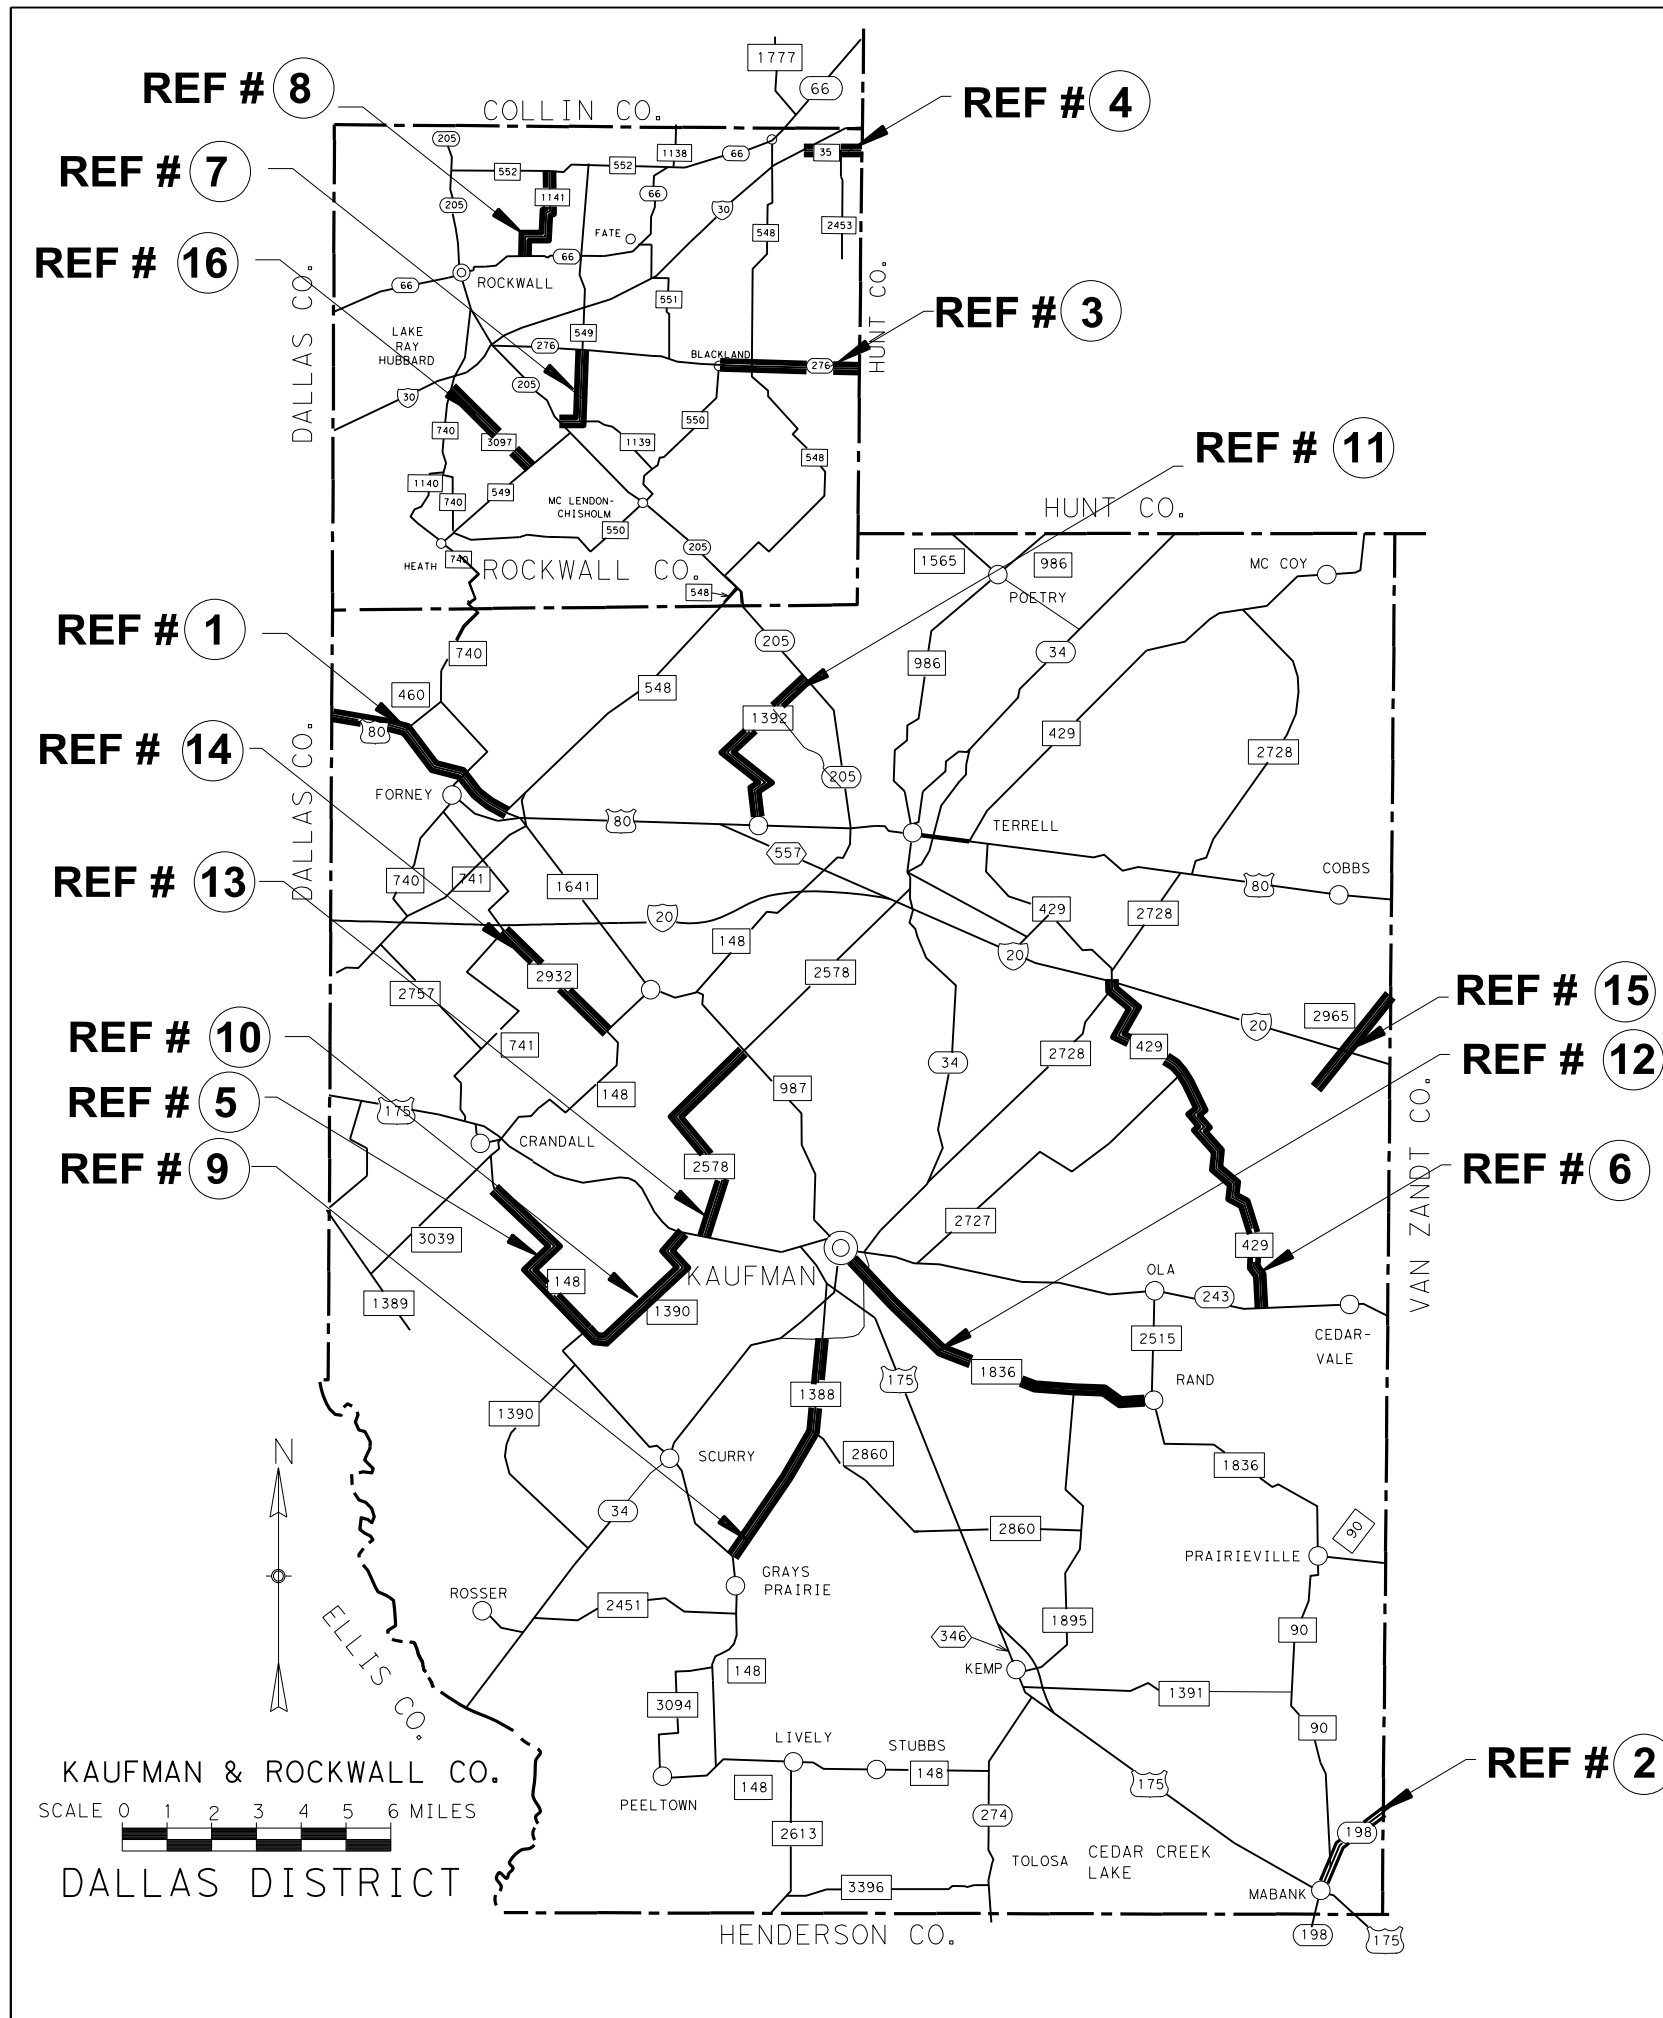 1777
66
REF # 8
COLLIN CO.
REF # 4
205
1138
66
35
552
552
REF # 7
1141
66
205
30
2453
FATE
548
REF # 16
66
ROCKWALL
66
DALLAS CO.
HUNT CO.
551
REF # 3
LAKE
RAY
HUBBARD
549
276
BLACKLAND
276
205
30
550
740
3097
1139
REF # 11
548
1140
549
740
MC LENDON-
CHISHOLM
HUNT CO.
550
205
740
HEATH
ROCKWALL CO.
548
1565
986
MC COY
POETRY
REF # 1
205
740
34
986
460
548
80
1392
429
2728
REF # 14
DALLAS CO.
205
FORNEY
80
TERRELL
557
COBBS
REF # 13
740
741
1641
80
429
2728
20
148
20
2932
2578
2757
REF # 15
2965
20
REF # 10
741
2728
429
34
REF # 12
148
987
REF # 5
175
CRANDALL
VAN ZANDT CO.
2578
REF # 9
REF # 6
2727
3039
429
KAUFMAN
OLA
148
243
1389
1390
2515
CEDAR-
VALE
1836
175
RAND
1388
1390
SCURRY
2860
1836
N
34
2860
90
PRAIRIEVILLE
GRAYS
PRAIRIE
ROSSER
2451
1895
90
ELLIS CO.
346
KEMP
148
1391
3094
90
LIVELY
STUBBS
REF # 2
KAUFMAN & ROCKWALL CO.
148
148
175
PEELTOWN
SCALE 0 1 2 3 4 5 6 MILES
274
2613
198
TOLOSA
CEDAR CREEK
LAKE
DALLAS DISTRICT
3396
MABANK
HENDERSON CO.
198
175